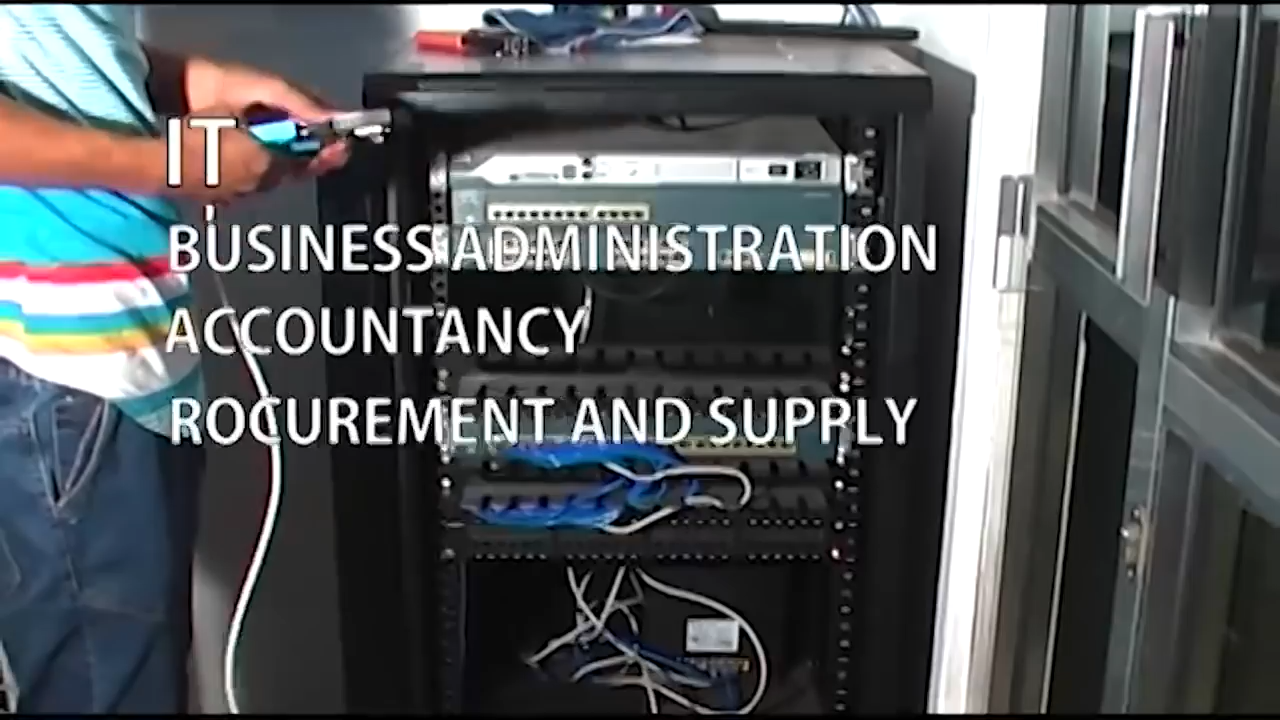 IT
BUSINESS ADMINISTRATION
ACCOUNTANCY
ROCUREMENT AND SUPPLY